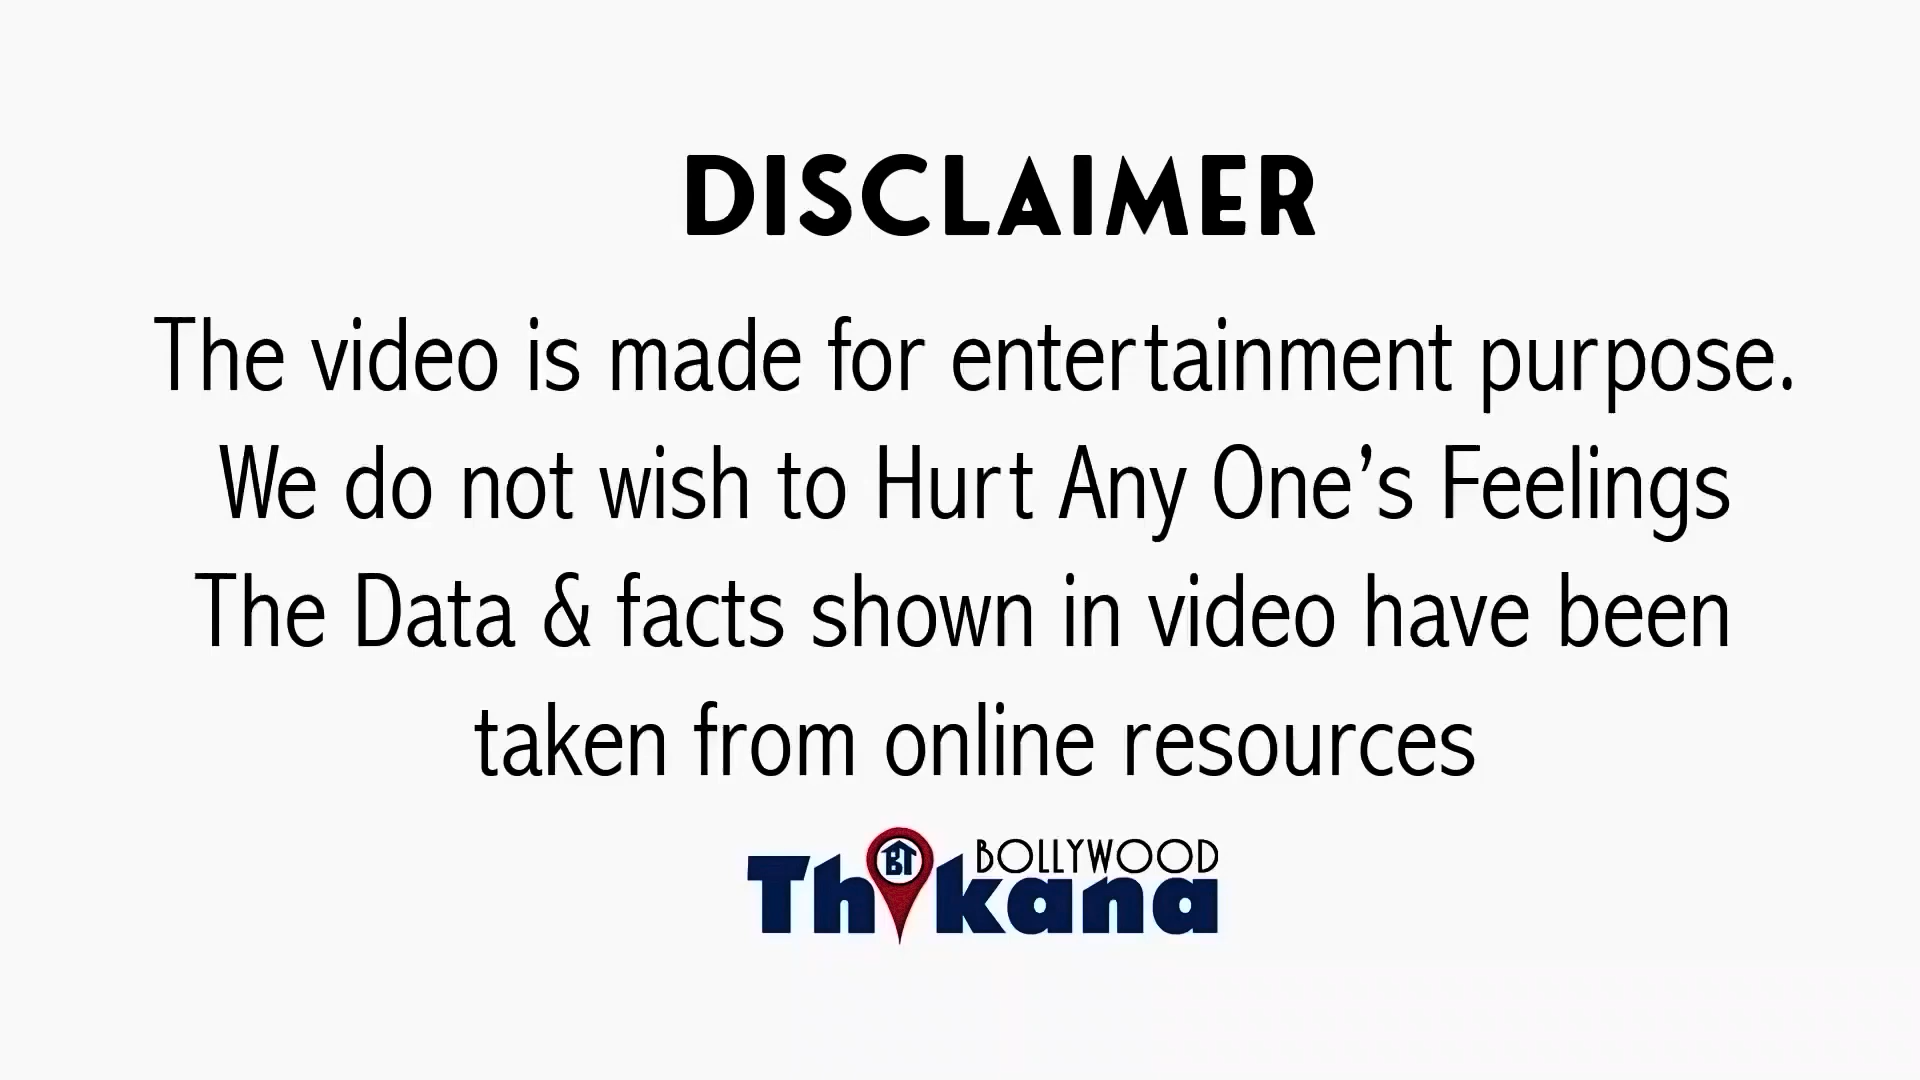 DISCLAIMER
The video is made for entertainment purpose.
We do not wish to Hurt Any One’s Feelings
The Data & facts shown in video have been
taken from online resources
BOLLYWOOD
BT
Thikana